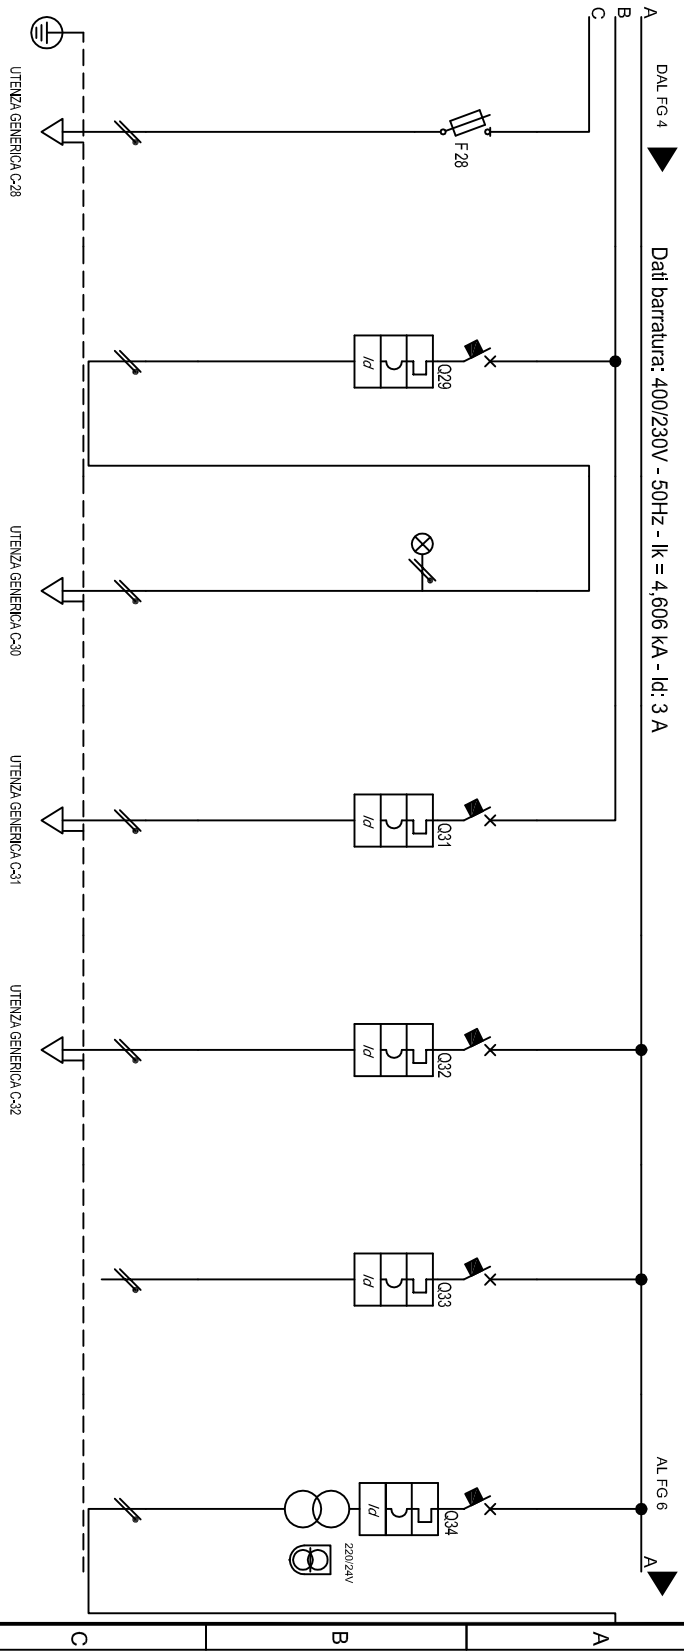 A
B
C
DAL FG 4
Dati barratura: 400/230V - 50Hz - Ik = 4,606 kA - Id: 3 A
AL FG 6
A
F28
Q29
Id
Q31
Id
Q32
Id
Q33
Id
Q34
Id
220/24V
UTENZA GENERICA C-28
UTENZA GENERICA C-30
UTENZA GENERICA C-31
UTENZA GENERICA C-32
A
B
C